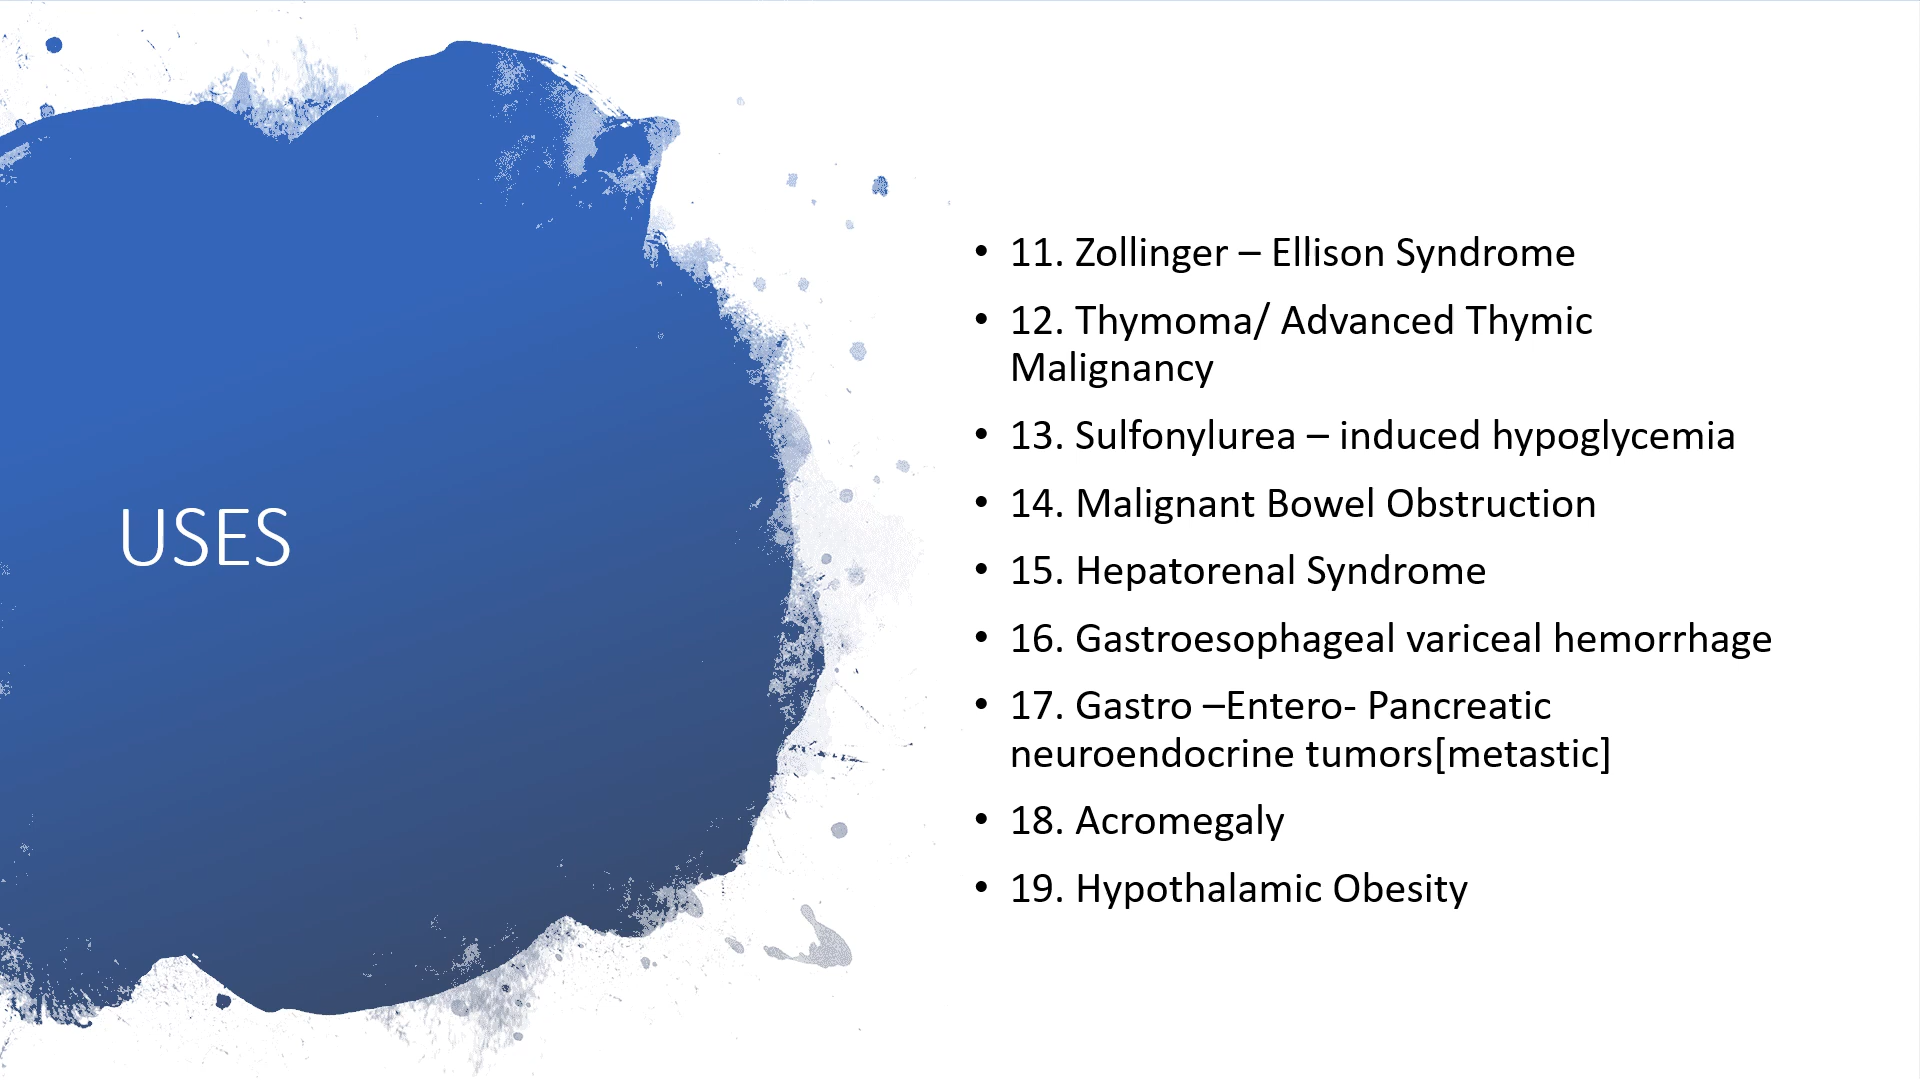 USES
• 11. Zollinger – Ellison Syndrome
• 12. Thymoma/ Advanced Thymic
Malignancy
• 13. Sulfonylurea – induced hypoglycemia
• 14. Malignant Bowel Obstruction
• 15. Hepatorenal Syndrome
• 16. Gastroesophageal variceal hemorrhage
• 17. Gastro –Entero- Pancreatic
neuroendocrine tumors[metastic]
• 18. Acromegaly
• 19. Hypothalamic Obesity